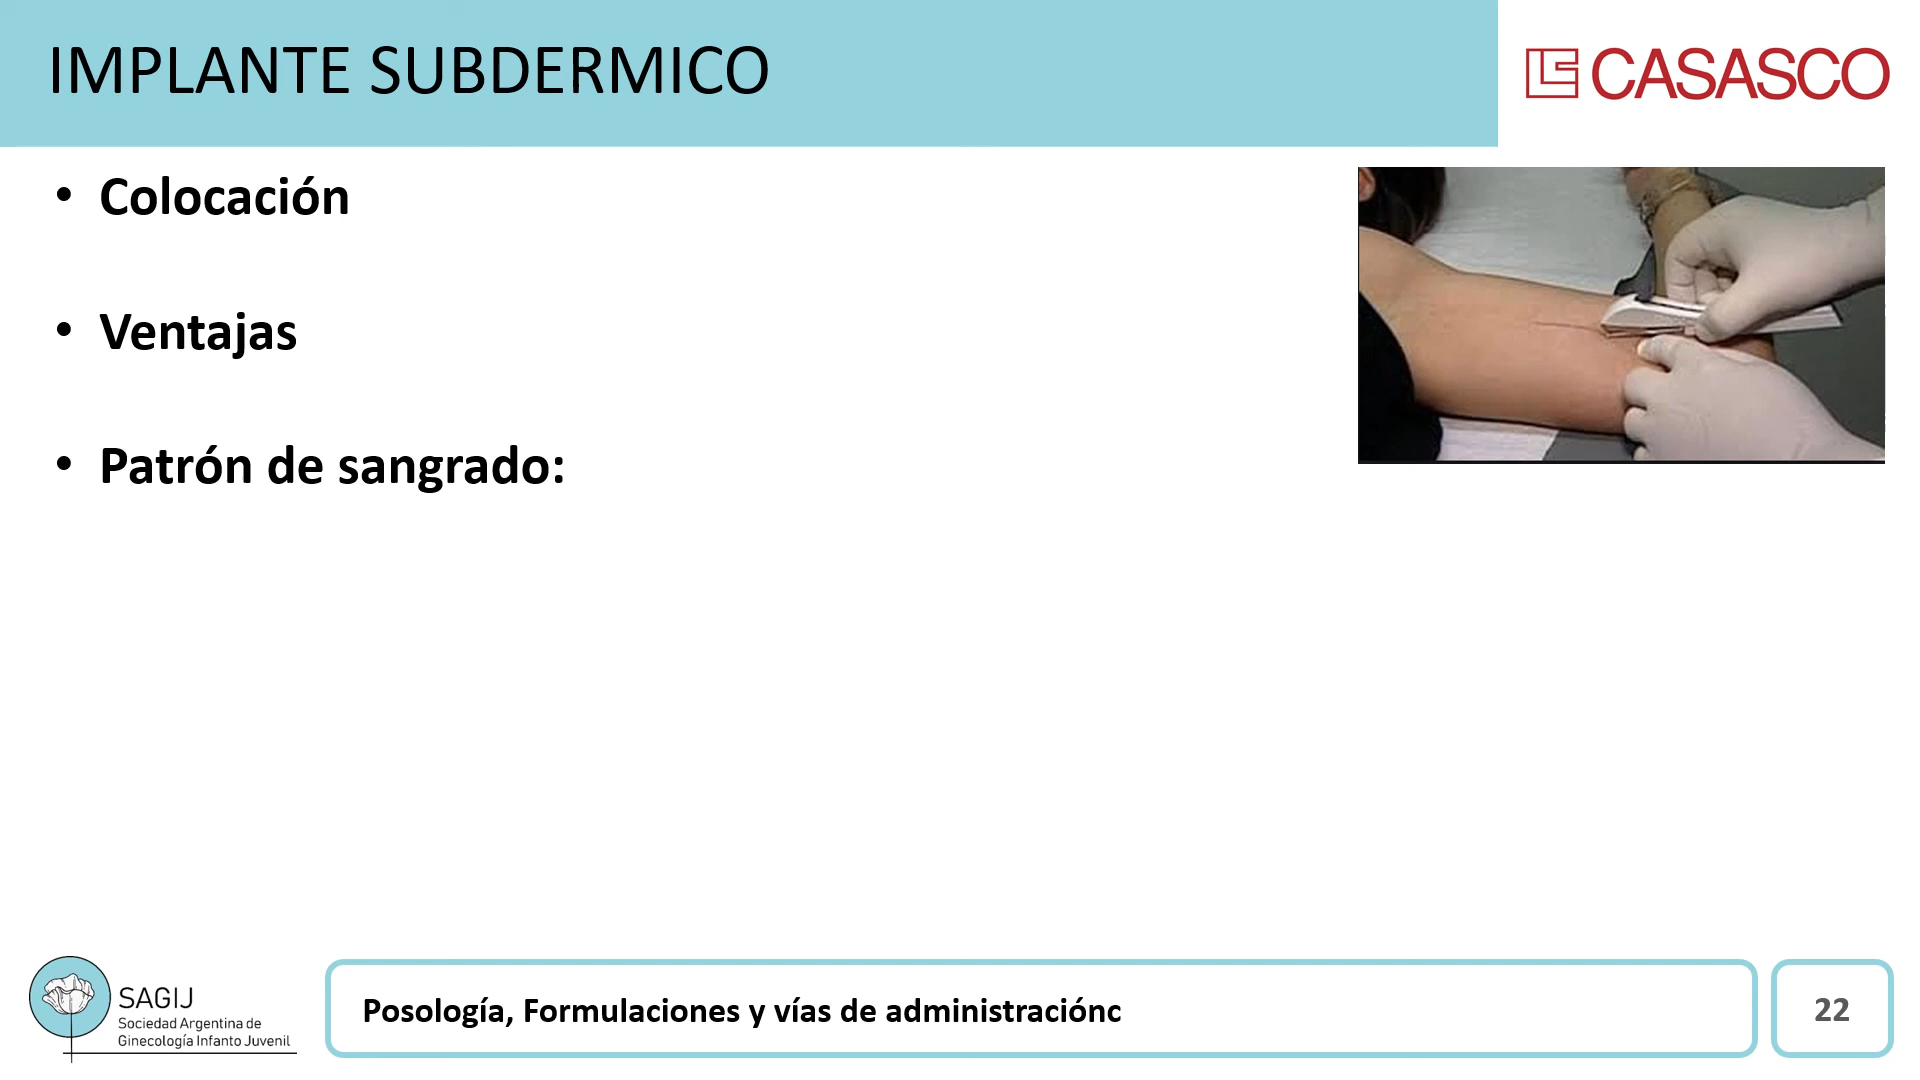 IMPLANTE SUBDERMICO
CASASCO
• Colocación
• Ventajas
• Patrón de sangrado:
SAGIJ
Sociedad Argentina de
Ginecología Infanto Juvenil
Posología, Formulaciones y vías de administraciónc
22